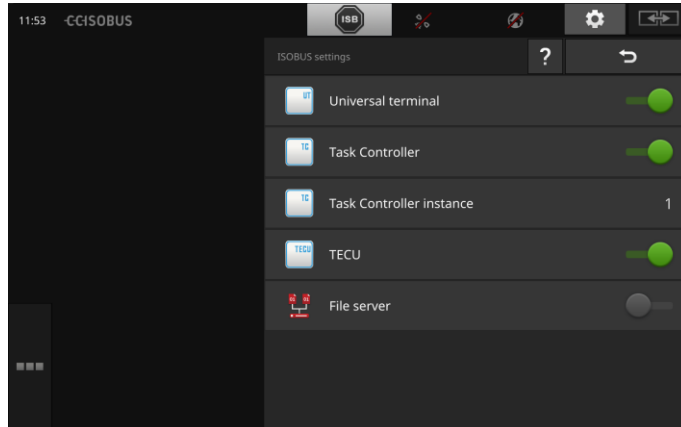 11:53 CCISOBUS ISB
ISOBUS settings ?
UT Universal terminal
TC Task Controller
TC Task Controller instance 1
TECU TECU
File server